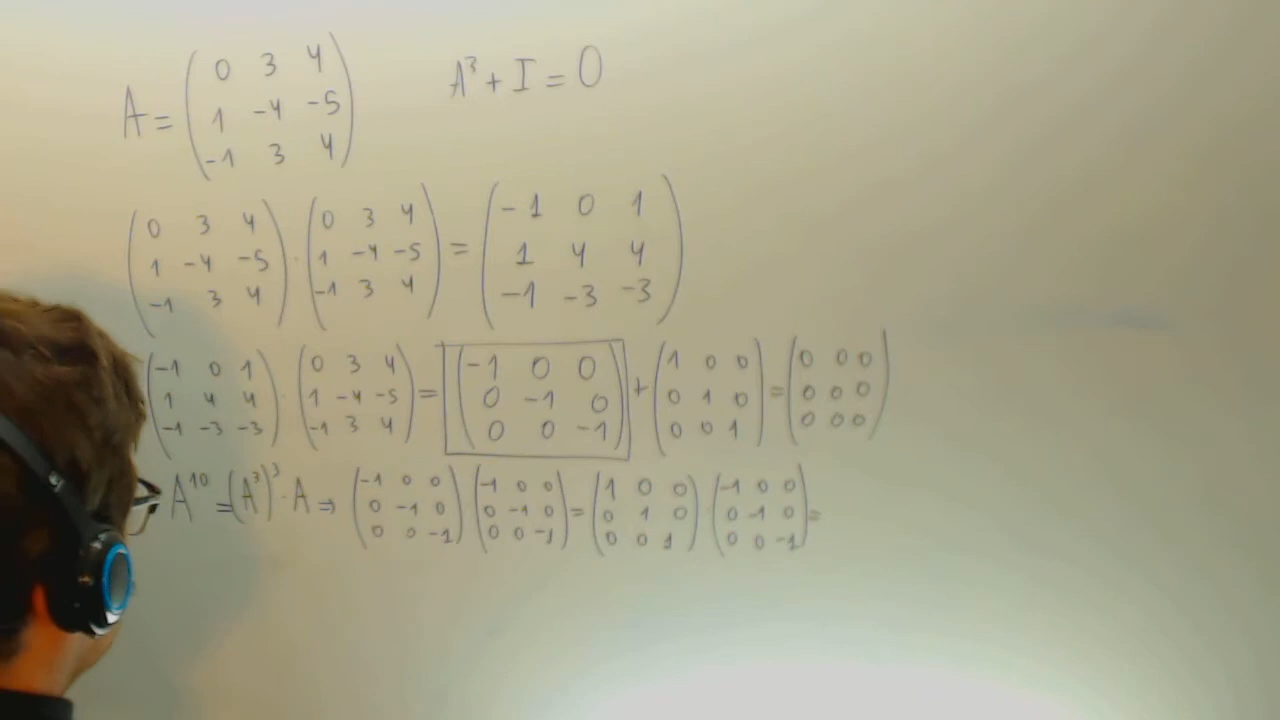 A = ( 0 3 4 ; 1 -4 -5 ; -1 3 4 )    A³ + I = 0
( 0 3 4 ; 1 -4 -5 ; -1 3 4 ) · ( 0 3 4 ; 1 -4 -5 ; -1 3 4 ) = ( -1 0 1 ; 1 4 4 ; -1 -3 -3 )
( -1 0 1 ; 1 4 4 ; -1 -3 -3 ) · ( 0 3 4 ; 1 -4 -5 ; -1 3 4 ) = ( -1 0 0 ; 0 -1 0 ; 0 0 -1 ) + ( 1 0 0 ; 0 1 0 ; 0 0 1 ) = ( 0 0 0 ; 0 0 0 ; 0 0 0 )
A¹⁰ = (A³)³ · A ⇒ ( -1 0 0 ; 0 -1 0 ; 0 0 -1 ) · ( -1 0 0 ; 0 -1 0 ; 0 0 -1 ) = ( 1 0 0 ; 0 1 0 ; 0 0 1 ) · ( -1 0 0 ; 0 -1 0 ; 0 0 -1 ) =